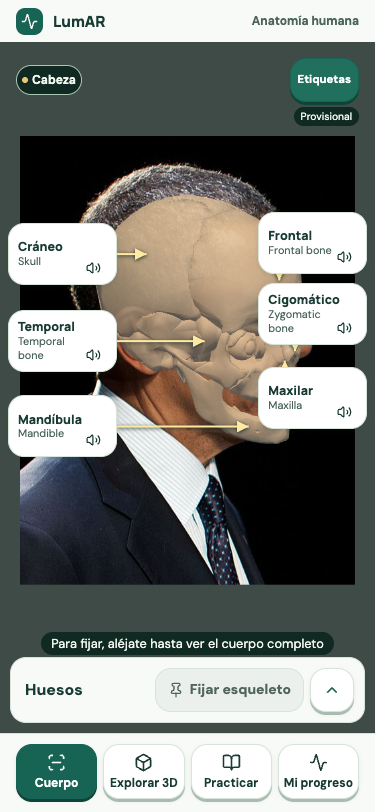 LumAR
Anatomía humana
Cabeza
Etiquetas
Provisional
Cráneo
Skull
Frontal
Frontal bone
Cigomático
Zygomatic
bone
Temporal
Temporal
bone
Maxilar
Maxilla
Mandíbula
Mandible
Para fijar, aléjate hasta ver el cuerpo completo
Huesos
Fijar esqueleto
Cuerpo
Explorar 3D
Practicar
Mi progreso